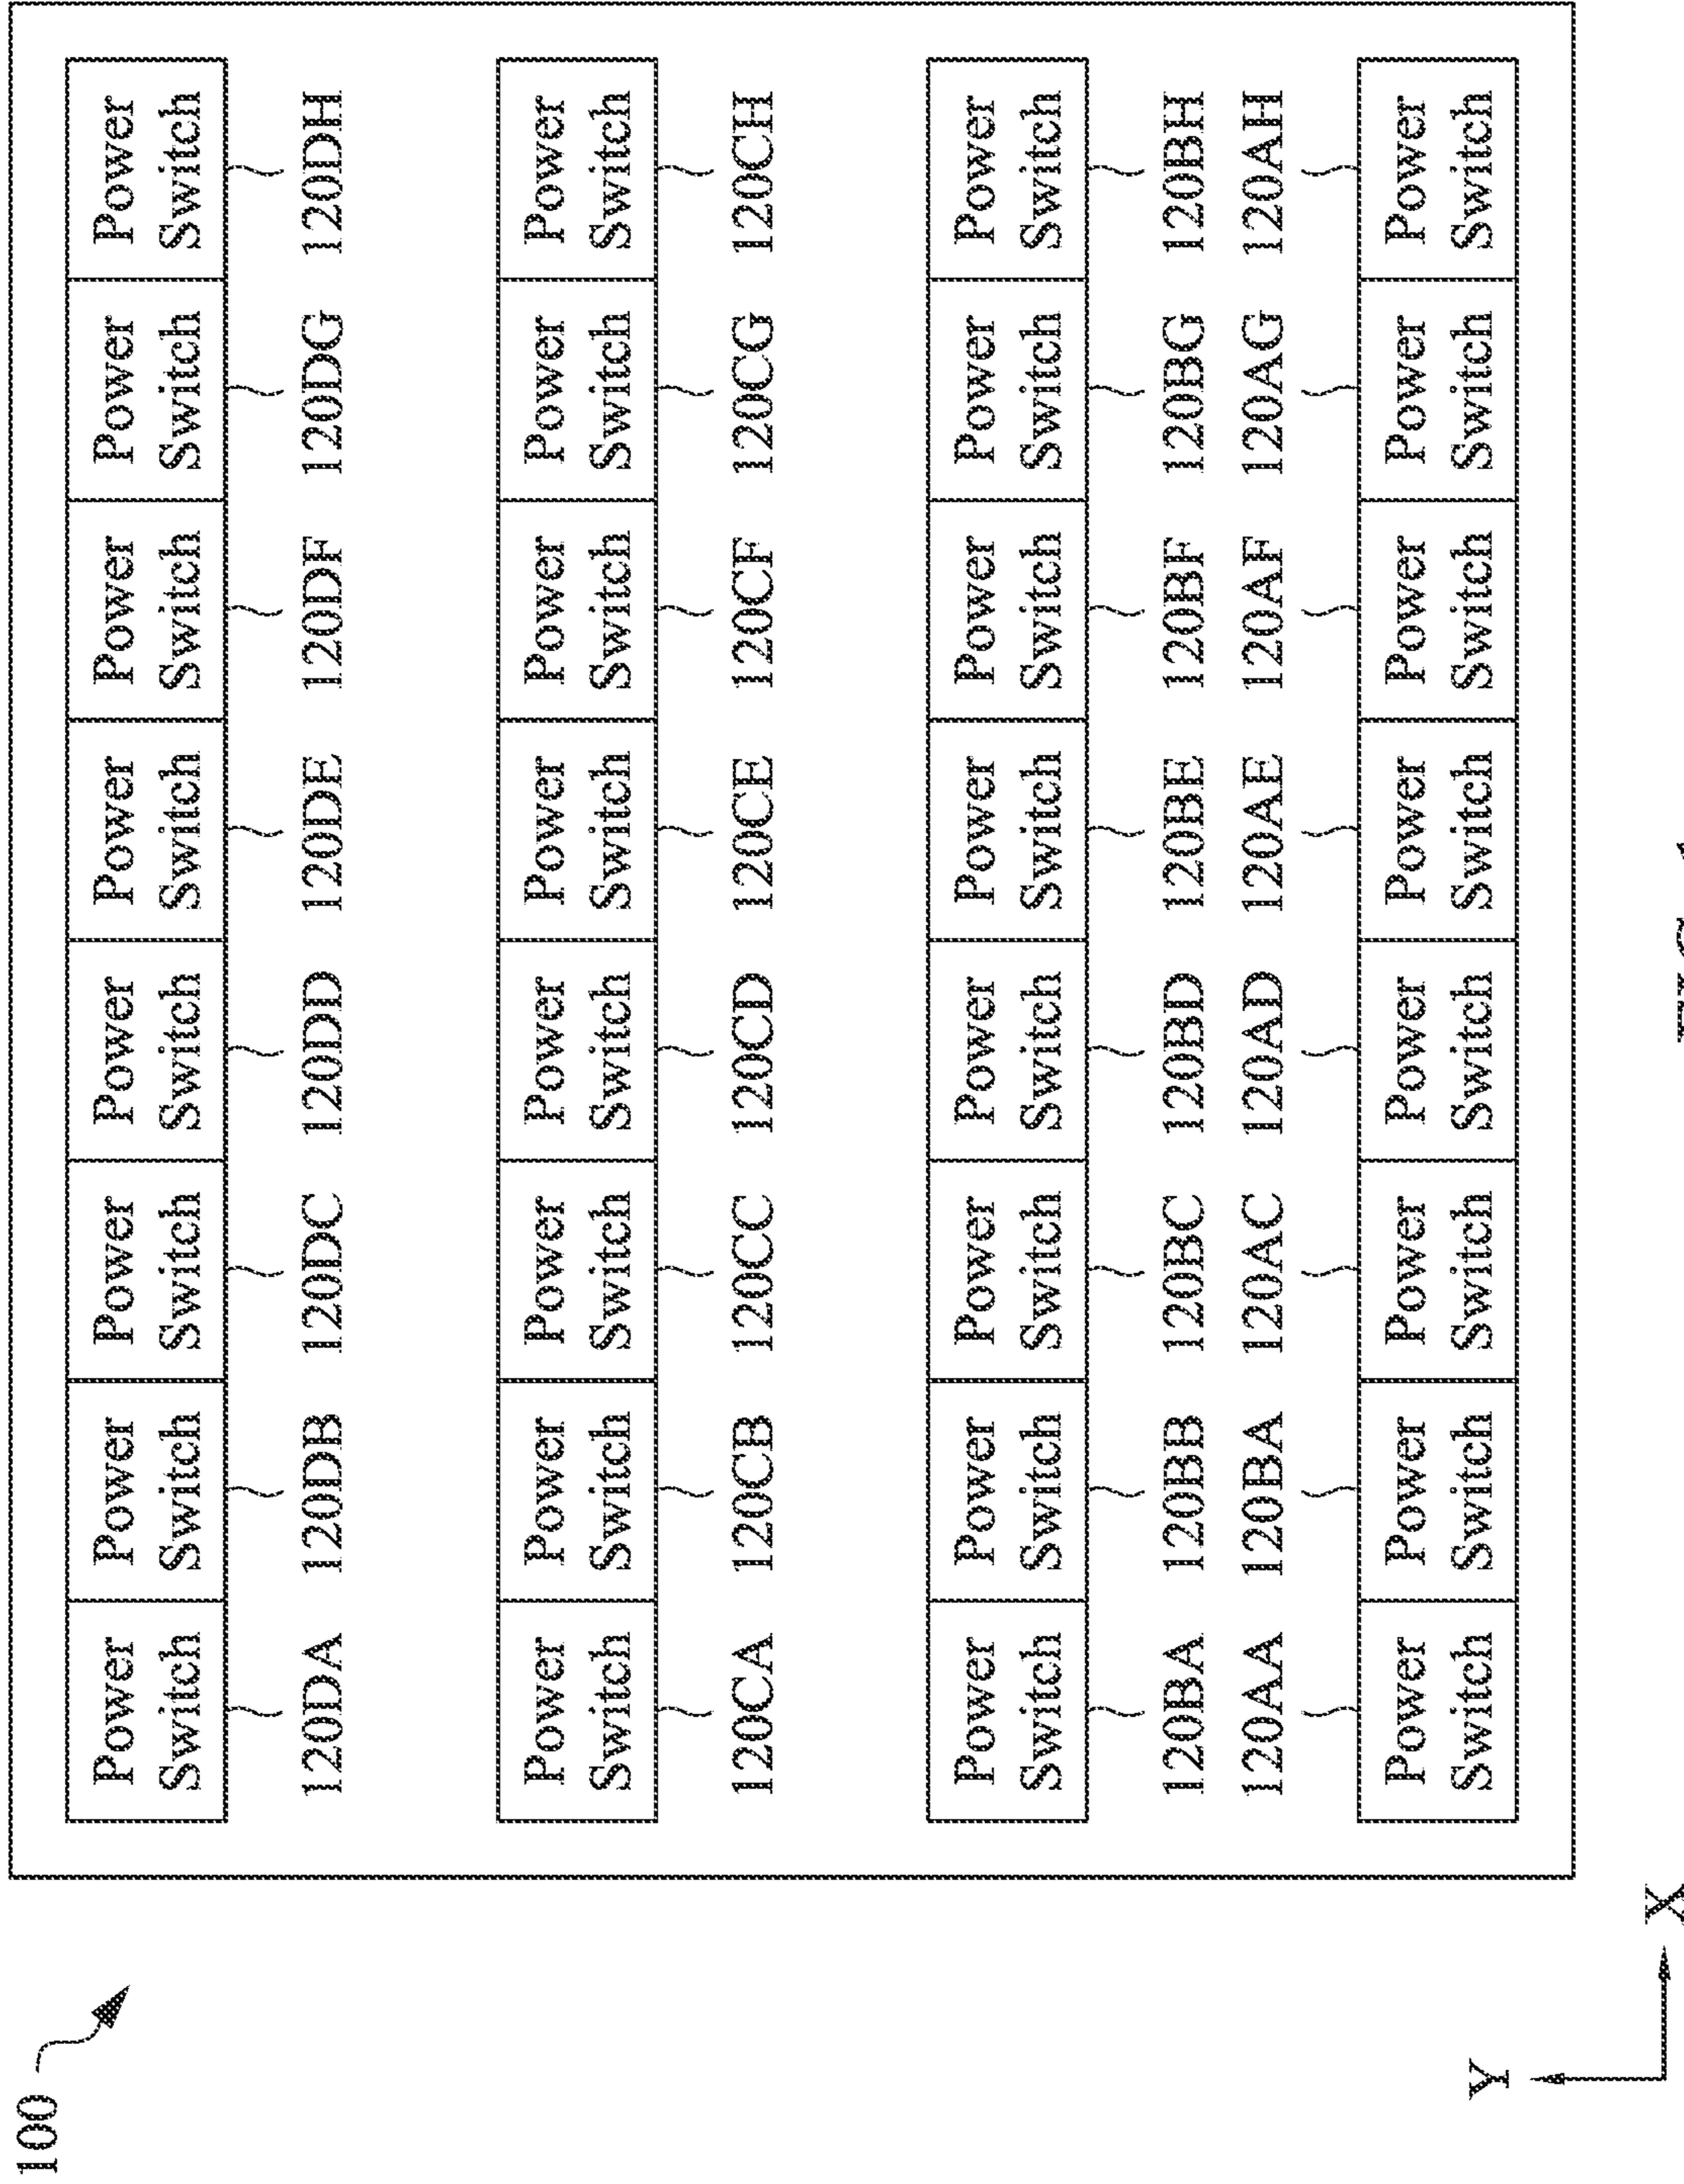 100
Power Power Power Power Power Power Power Power
Switch Switch Switch Switch Switch Switch Switch Switch
120DA 120DB 120DC 120DD 120DE 120DF 120DG 120DH
Power Power Power Power Power Power Power Power
Switch Switch Switch Switch Switch Switch Switch Switch
120CA 120CB 120CC 120CD 120CE 120CF 120CG 120CH
Power Power Power Power Power Power Power Power
Switch Switch Switch Switch Switch Switch Switch Switch
120BA 120BB 120BC 120BD 120BE 120BF 120BG 120BH
120AA 120BA 120AC 120AD 120AE 120AF 120AG 120AH
Power Power Power Power Power Power Power Power
Switch Switch Switch Switch Switch Switch Switch Switch
Y
X